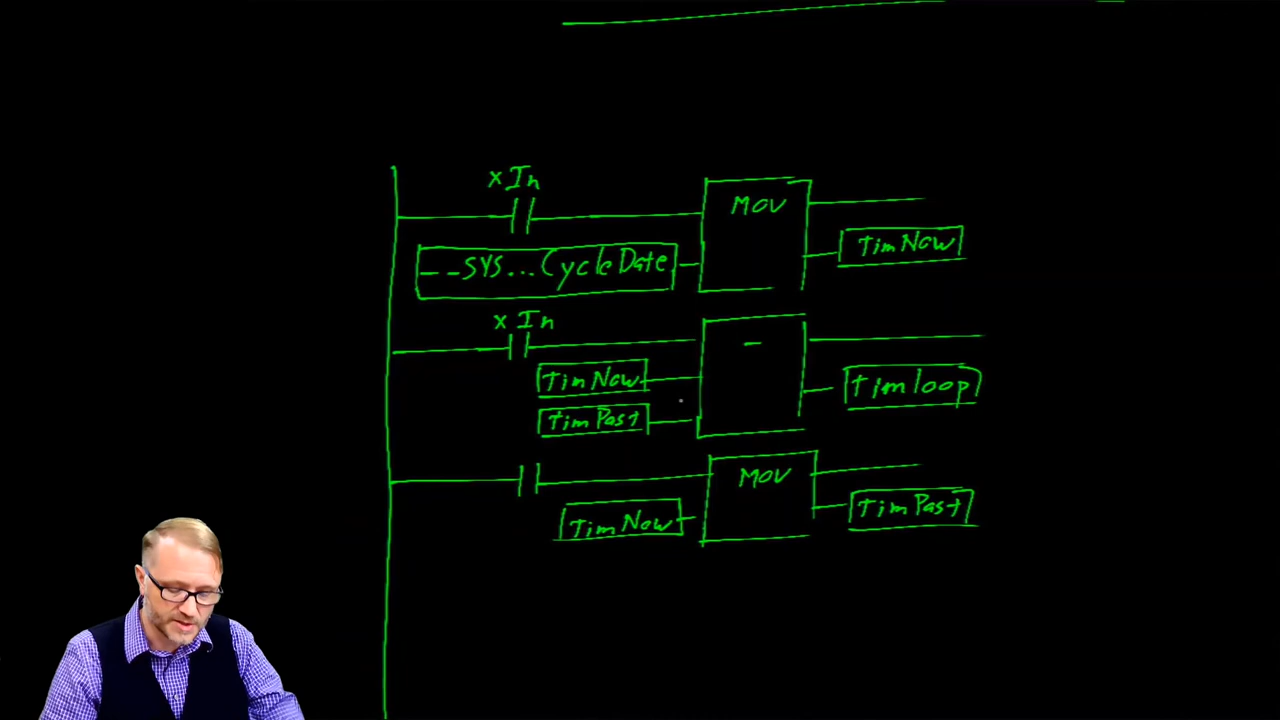 xIn
MOV
TimNow
--SYS...CycleDate
xIn
-
TimNow
TimPast
Timloop
MOV
TimNow
TimPast